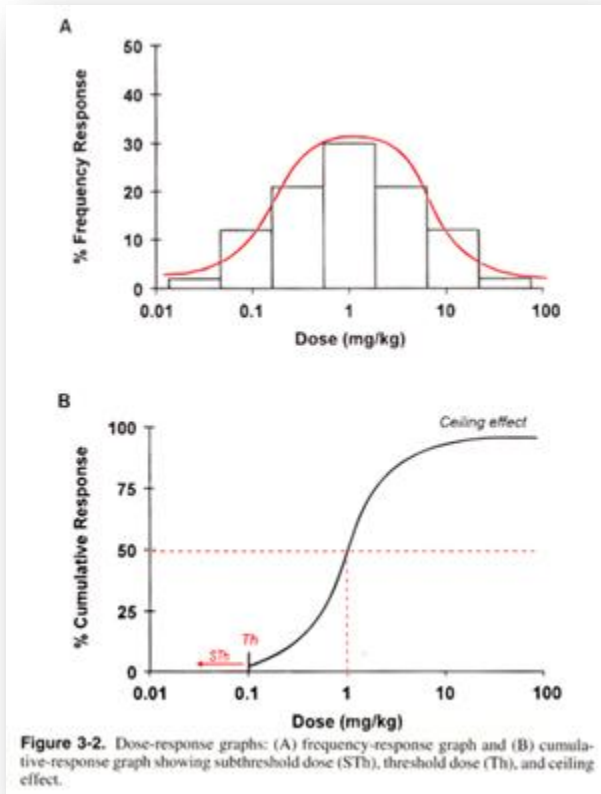 A
50
40
30
20
10
0
% Frequency Response
0.01 0.1 1 10 100
Dose (mg/kg)
B
Ceiling effect
100
75
50
25
0
% Cumulative Response
Th
STh
0.01 0.1 1 10 100
Dose (mg/kg)
Figure 3-2. Dose-response graphs: (A) frequency-response graph and (B) cumula-
tive-response graph showing subthreshold dose (STh), threshold dose (Th), and ceiling
effect.